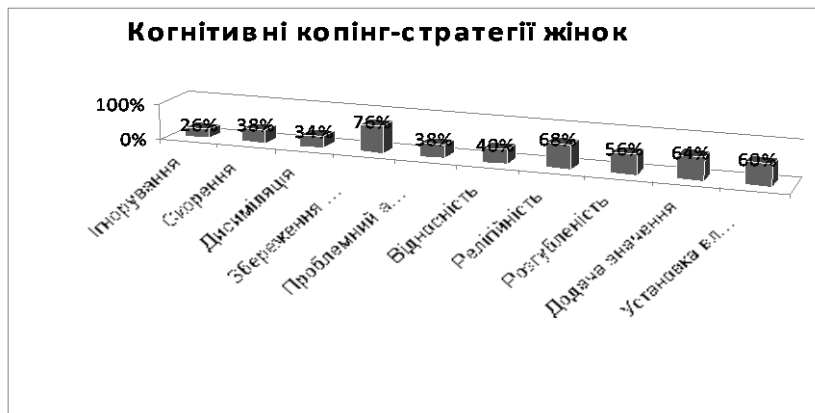 Когнітивні копінг-стратегії жінок
100%
0%
26%
38%
34%
76%
38%
40%
68%
56%
64%
60%
Ігнорування
Скорення
Дисиміляція
Збереження ...
Проблемний а...
Відносність
Релігійність
Розгубленість
Додача значення
Установка вл...